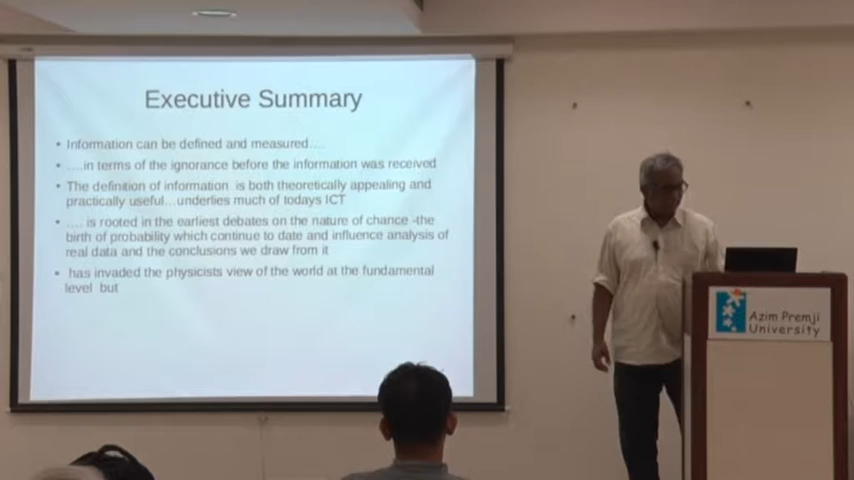 Executive Summary
• Information can be defined and measured....
• ....in terms of the ignorance before the information was received
• The definition of information is both theoretically appealing and
practically useful...underlies much of todays ICT
• .... is rooted in the earliest debates on the nature of chance -the
birth of probability which continue to date and influence analysis of
real data and the conclusions we draw from it
• has invaded the physicists view of the world at the fundamental
level but
Azim Premji
University